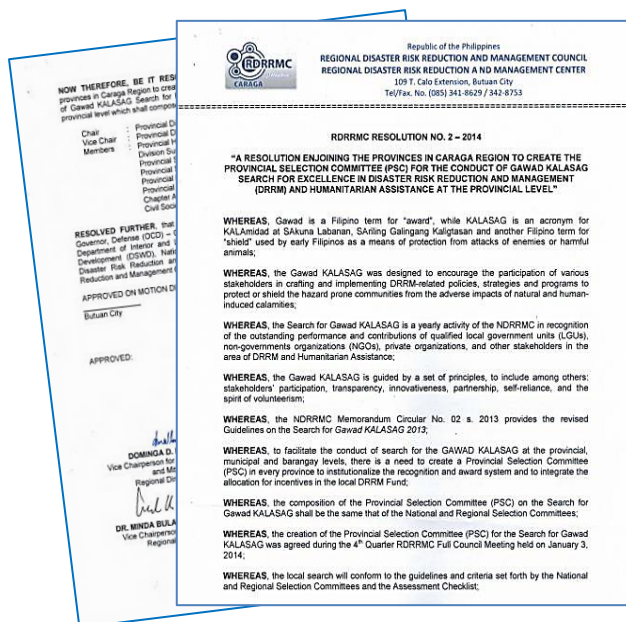 RDRRMC
CARAGA
Republic of the Philippines
REGIONAL DISASTER RISK REDUCTION AND MANAGEMENT COUNCIL
REGIONAL DISASTER RISK REDUCTION A ND MANAGEMENT CENTER
109 T. Calo Extension, Butuan City
Tel/Fax. No. (085) 341-8629 / 342-8753
RDRRMC RESOLUTION NO. 2 – 2014
“A RESOLUTION ENJOINING THE PROVINCES IN CARAGA REGION TO CREATE THE
PROVINCIAL SELECTION COMMITTEE (PSC) FOR THE CONDUCT OF GAWAD KALASAG
SEARCH FOR EXCELLENCE IN DISASTER RISK REDUCTION AND MANAGEMENT
(DRRM) AND HUMANITARIAN ASSISTANCE AT THE PROVINCIAL LEVEL”
WHEREAS, Gawad is a Filipino term for “award”, while KALASAG is an acronym for
KALAmidad at SAkuna Labanan, SAriling Galingang Kaligtasan and another Filipino term for
“shield” used by early Filipinos as a means of protection from attacks of enemies or harmful
animals;
WHEREAS, the Gawad KALASAG was designed to encourage the participation of various
stakeholders in crafting and implementing DRRM-related policies, strategies and programs to
protect or shield the hazard prone communities from the adverse impacts of natural and human-
induced calamities;
WHEREAS, the Search for Gawad KALASAG is a yearly activity of the NDRRMC in recognition
of the outstanding performance and contributions of qualified local government units (LGUs),
non-governments organizations (NGOs), private organizations, and other stakeholders in the
area of DRRM and Humanitarian Assistance;
WHEREAS, the Gawad KALASAG is guided by a set of principles, to include among others:
stakeholders’ participation, transparency, innovativeness, partnership, self-reliance, and the
spirit of volunteerism;
WHEREAS, the NDRRMC Memorandum Circular No. 02 s. 2013 provides the revised
Guidelines on the Search for Gawad KALASAG 2013;
WHEREAS, to facilitate the conduct of search for the GAWAD KALASAG at the provincial,
municipal and barangay levels, there is a need to create a Provincial Selection Committee
(PSC) in every province to institutionalize the recognition and award system and to integrate the
allocation for incentives in the local DRRM Fund;
WHEREAS, the composition of the Provincial Selection Committee (PSC) on the Search for
Gawad KALASAG shall be the same that of the National and Regional Selection Committees;
WHEREAS, the creation of the Provincial Selection Committee (PSC) for the Search for Gawad
KALASAG was agreed during the 4th Quarter RDRRMC Full Council Meeting held on January 3,
2014;
WHEREAS, the local search will conform to the guidelines and criteria set forth by the National
and Regional Selection Committees and the Assessment Checklist;
NOW THEREFORE, BE IT RES
provinces in Caraga Region to crea
of Gawad KALASAG Search for
provincial level which shall compos
Chair : Provincial D
Vice Chair : Provincial D
Members : Provincial H
Division Su
Provincial S
Provincial
Provincial
Provincial
Chapter A
Civil Soci
RESOLVED FURTHER, that
Governor, Defense (OCD) – C
Department of Interior and L
Development (DSWD), Nati
Disaster Risk Reduction an
Reduction and Management
APPROVED ON MOTION D
Butuan City
APPROVED:
DOMINGA D.
Vice Chairperson for
and Ma
Regional Dir
DR. MINDA BULA
Vice Chairperso
Regional